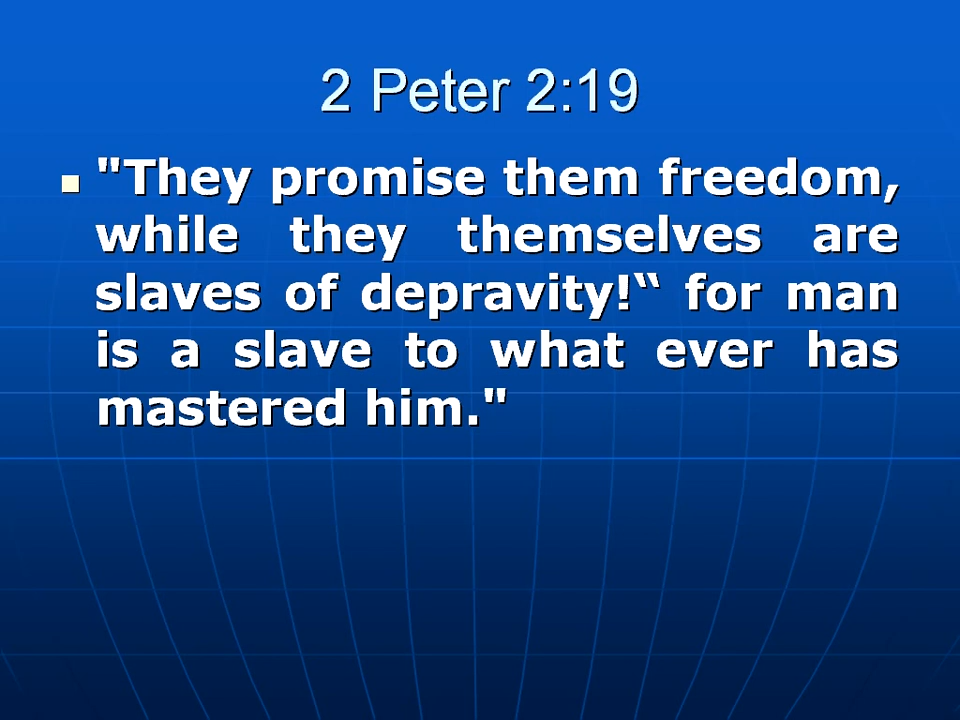 2 Peter 2:19
"They promise them freedom,
while they themselves are
slaves of depravity!“ for man
is a slave to what ever has
mastered him."